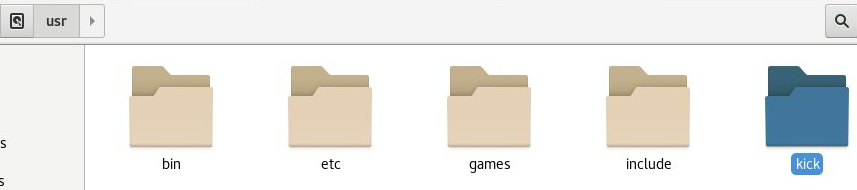 usr
bin
etc
games
include
kick
s
s